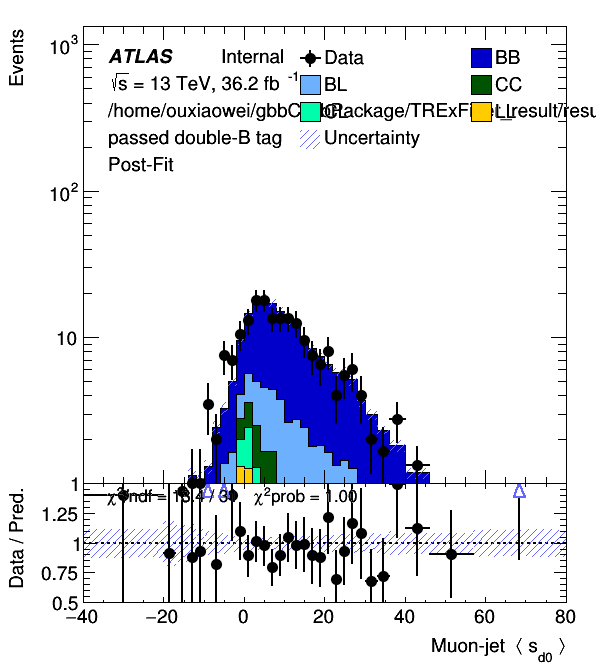 Events
10³
10²
10
1
ATLAS Internal
√s = 13 TeV, 36.2 fb⁻¹
passed double-B tag
Post-Fit
Data
BB
BL
CC
Uncertainty
χ²prob = 1.00
Data / Pred.
1.25
1
0.75
0.5
−40 −20 0 20 40 60 80
Muon-jet ⟨ s_d0 ⟩